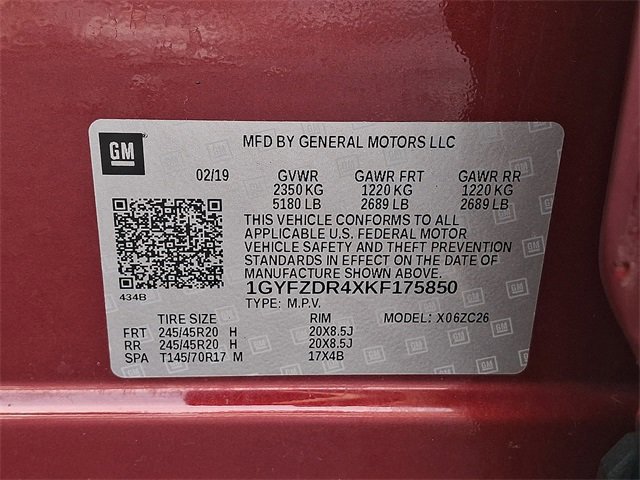 GM
MFD BY GENERAL MOTORS LLC
02/19 GVWR GAWR FRT GAWR RR
2350 KG 1220 KG 1220 KG
5180 LB 2689 LB 2689 LB
THIS VEHICLE CONFORMS TO ALL
APPLICABLE U.S. FEDERAL MOTOR
VEHICLE SAFETY AND THEFT PREVENTION
STANDARDS IN EFFECT ON THE DATE OF
MANUFACTURE SHOWN ABOVE.
434B
1GYFZDR4XKF175850
TYPE: M.P.V.
TIRE SIZE RIM MODEL: X06ZC26
FRT 245/45R20 H 20X8.5J
RR 245/45R20 H 20X8.5J
SPA T145/70R17 M 17X4B